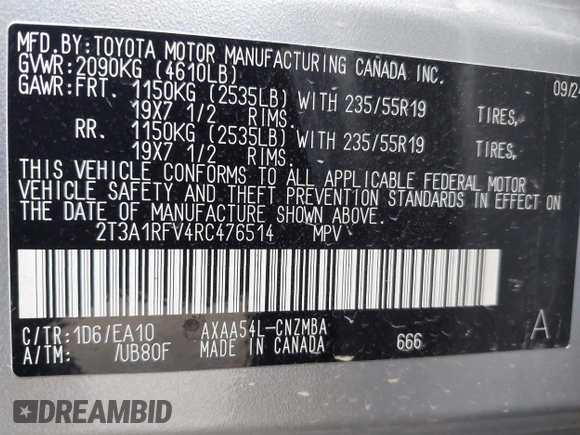 MFD.BY:TOYOTA MOTOR MANUFACTURING CANADA INC.
GVWR:2090KG (4610LB) 09/24
GAWR:FRT. 1150KG (2535LB) WITH 235/55R19 TIRES,
19X7 1/2 RIMS.
RR. 1150KG (2535LB) WITH 235/55R19 TIRES,
19X7 1/2 RIMS.
THIS VEHICLE CONFORMS TO ALL APPLICABLE FEDERAL MOTOR
VEHICLE SAFETY AND THEFT PREVENTION STANDARDS IN EFFECT ON
THE DATE OF MANUFACTURE SHOWN ABOVE.
2T3A1RFV4RC476514 MPV
C/TR:1D6/EA10 AXAA54L-CNZMBA A
A/TM: /UB80F MADE IN CANADA 666
DREAMBID